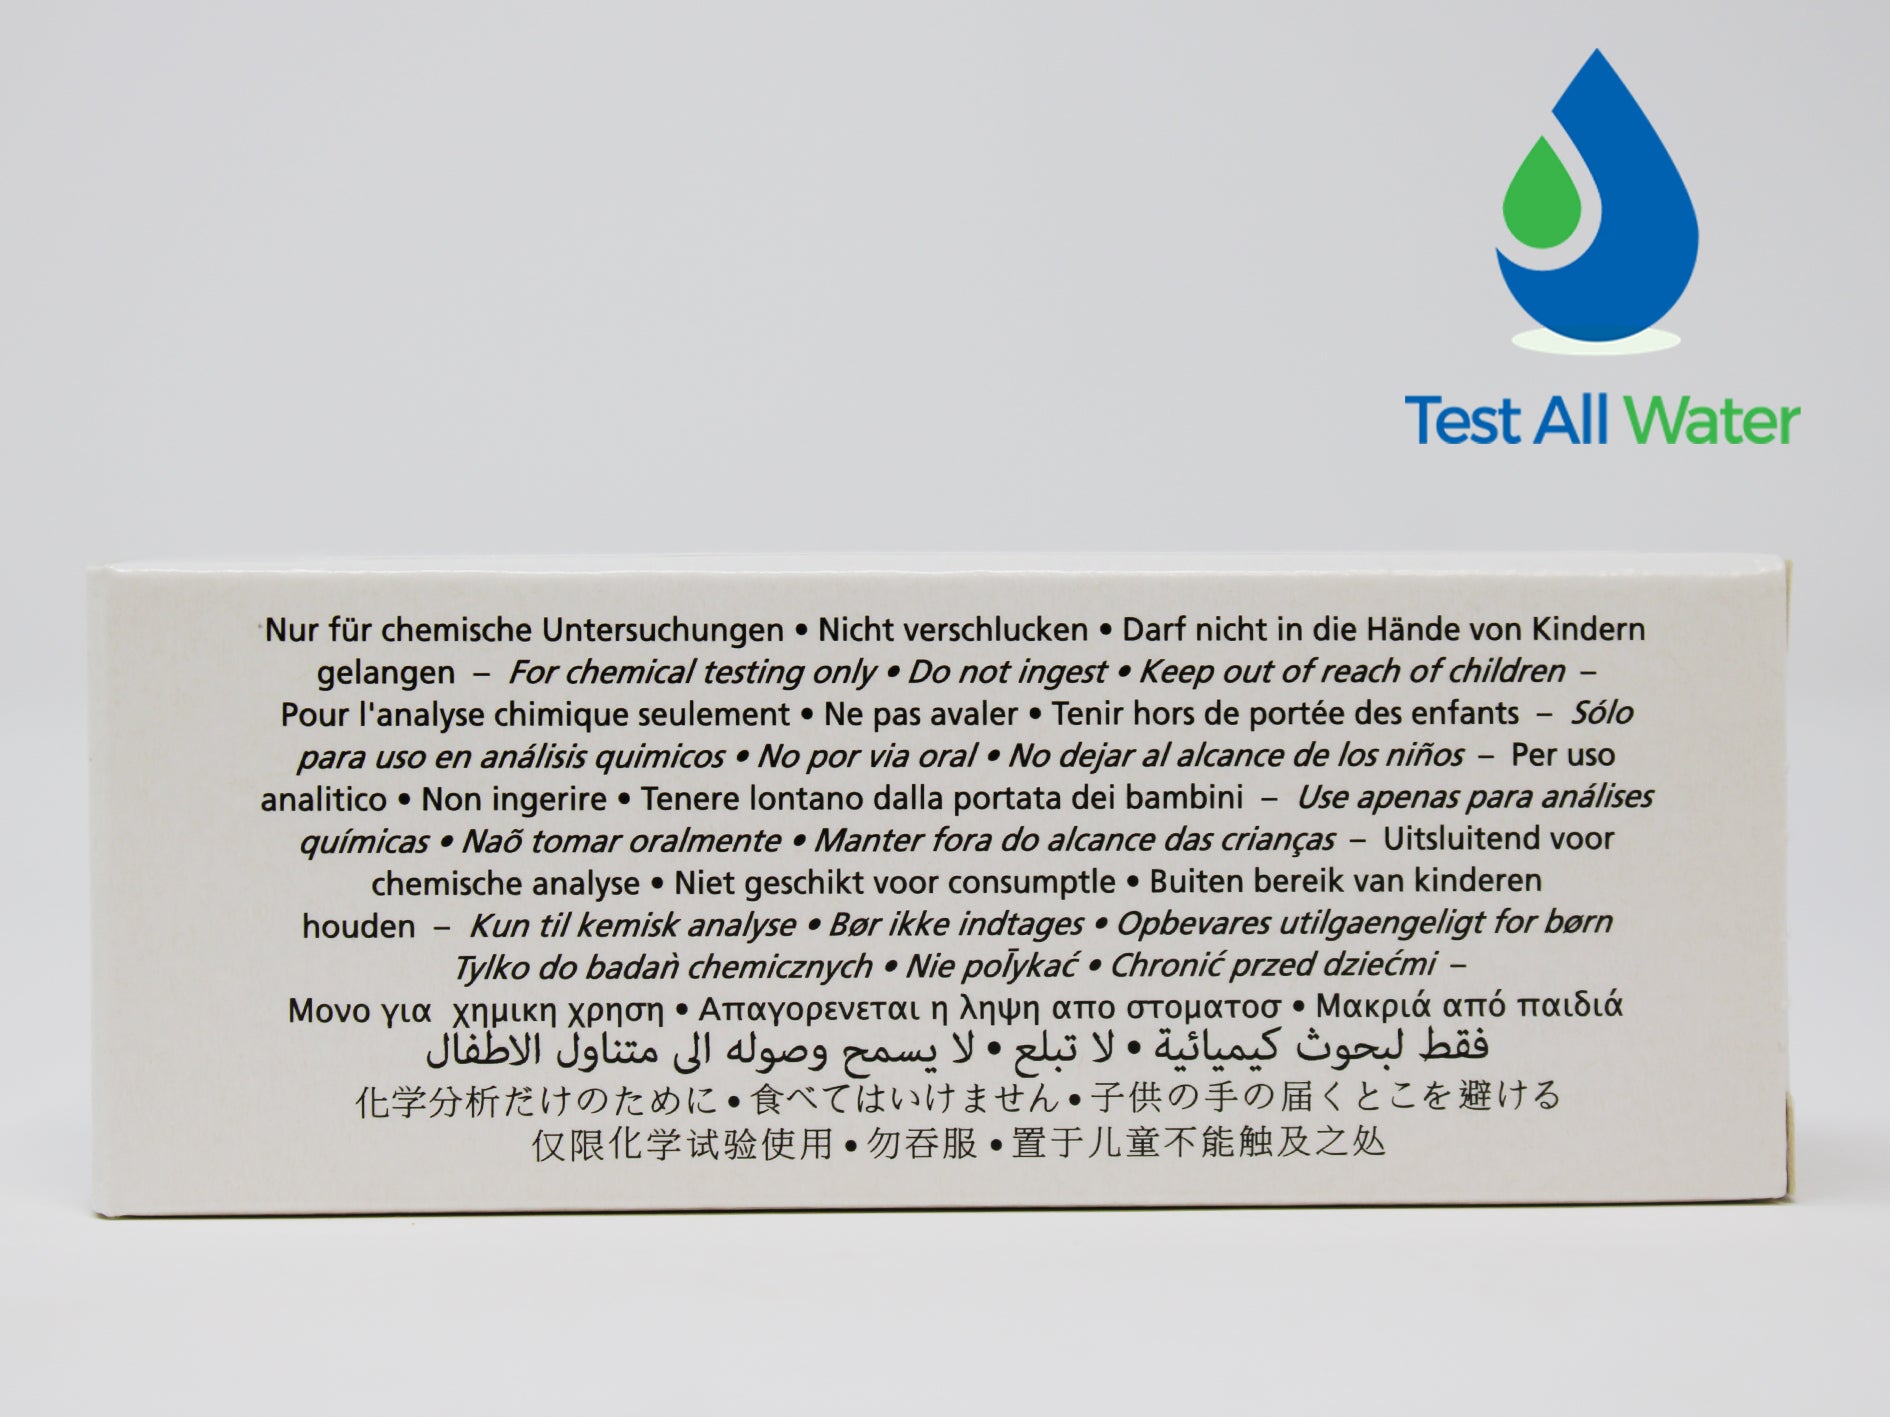 Test All Water
Nur für chemische Untersuchungen • Nicht verschlucken • Darf nicht in die Hände von Kindern
gelangen – For chemical testing only • Do not ingest • Keep out of reach of children –
Pour l'analyse chimique seulement • Ne pas avaler • Tenir hors de portée des enfants – Sólo
para uso en análisis quimicos • No por via oral • No dejar al alcance de los niños – Per uso
analitico • Non ingerire • Tenere lontano dalla portata dei bambini – Use apenas para análises
químicas • Naõ tomar oralmente • Manter fora do alcance das crianças – Uitsluitend voor
chemische analyse • Niet geschikt voor consumptle • Buiten bereik van kinderen
houden – Kun til kemisk analyse • Bør ikke indtages • Opbevares utilgaengeligt for børn
Tylko do badaǹ chemicznych • Nie pol̄ykać • Chronić przed dziećmi –
Μονο για χημικη χρηση • Απαγορενεται η ληψη απο στοματοσ • Μακριά από παιδιά
فقط لبحوث كيميائية • لا تبلع • لا يسمح وصوله الى متناول الاطفال
化学分析だけのために • 食べてはいけません • 子供の手の届くとこを避ける
仅限化学试验使用 • 勿吞服 • 置于儿童不能触及之处